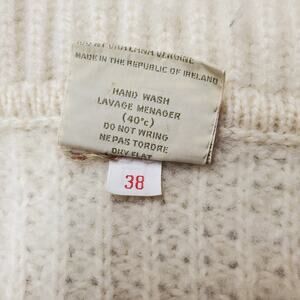 VERGINE
MADE IN THE REPUBLIC OF IRELAND
HAND WASH
LAVAGE MENAGER
(40°c)
DO NOT WRING
NE PAS TORDRE
DRY FLAT
38